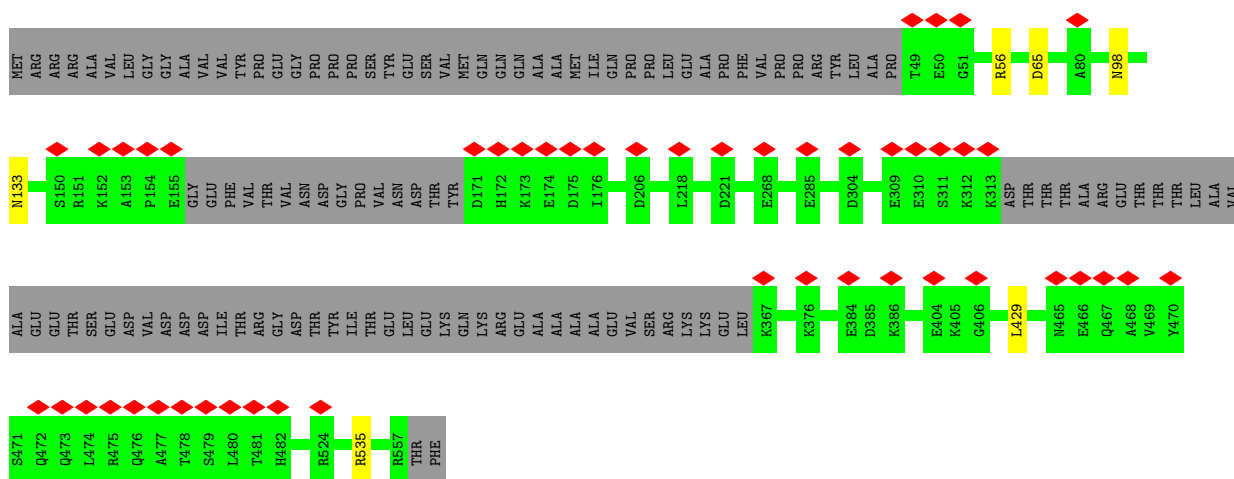 MET ARG ARG ARG ALA VAL LEU GLY GLY ALA VAL VAL TYR PRO GLU GLY PRO PRO PRO SER TYR GLU SER VAL MET GLN GLN GLN ALA ALA MET ILE GLN PRO PRO LEU GLU ALA PRO PHE VAL PRO PRO ARG TYR LEU ALA PRO T49 E50 G51 R56 D65 A80 N98
N133 S150 R151 K152 A153 P154 E155 GLY GLU PHE VAL THR VAL ASN ASP GLY PRO VAL ASN ASP THR TYR D171 H172 K173 E174 D175 I176 D206 L218 D221 E268 E285 D304 E309 E310 S311 K312 K313 ASP THR THR THR ALA ARG GLU THR THR THR LEU ALA VAL
ALA GLU GLU THR SER GLU ASP VAL ASP ASP ASP ILE THR ARG GLY ASP THR TYR ILE THR GLU LEU GLU LYS GLN LYS ARG GLU ALA ALA ALA ALA GLU VAL SER ARG LYS LYS GLU LEU K367 K376 E384 D385 K386 E404 K405 G406 L429 N465 E466 Q467 A468 V469 Y470
S471 Q472 Q473 L474 R475 Q476 A477 T478 S479 L480 T481 H482 R524 R535 R557 THR PHE